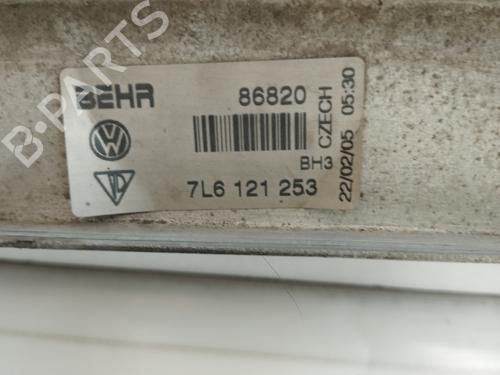 B-PARTS
BEHR
86820
BH3
7L6 121 253
CZECH
22/02/05 05:30